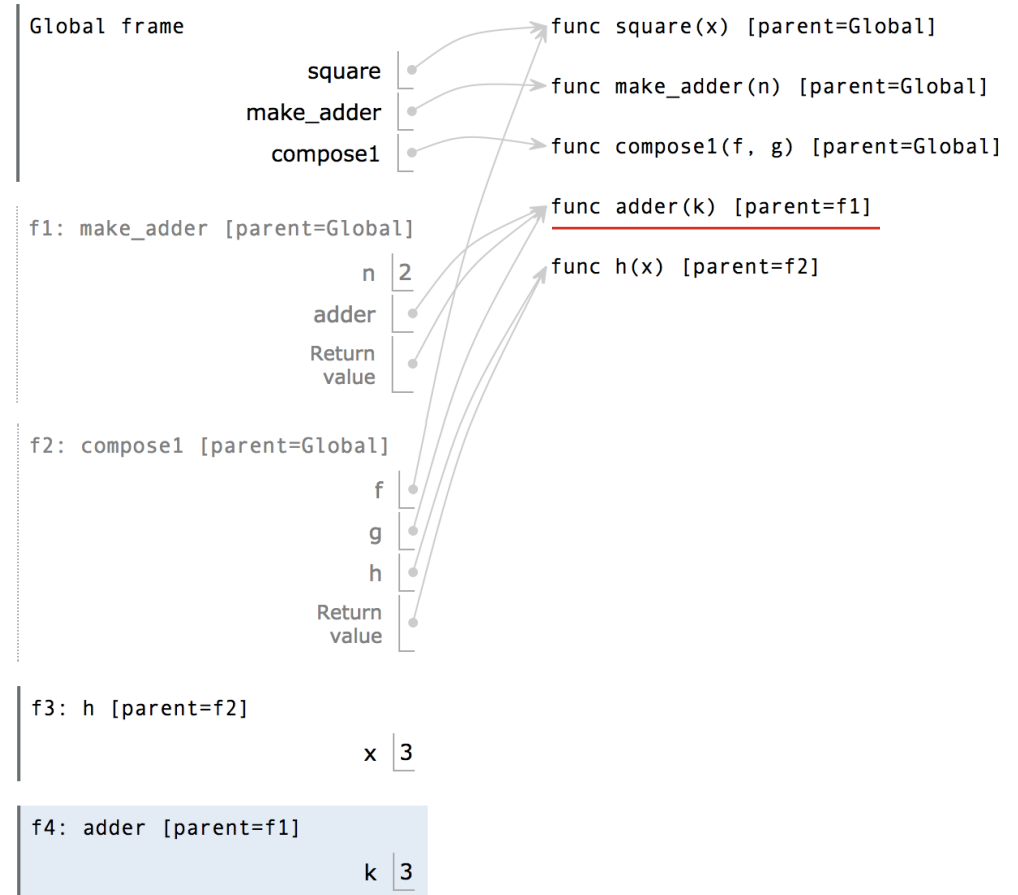 Global frame
square
make_adder
compose1
func square(x) [parent=Global]
func make_adder(n) [parent=Global]
func compose1(f, g) [parent=Global]
func adder(k) [parent=f1]
func h(x) [parent=f2]
f1: make_adder [parent=Global]
n 2
adder
Return
value
f2: compose1 [parent=Global]
f
g
h
Return
value
f3: h [parent=f2]
x 3
f4: adder [parent=f1]
k 3